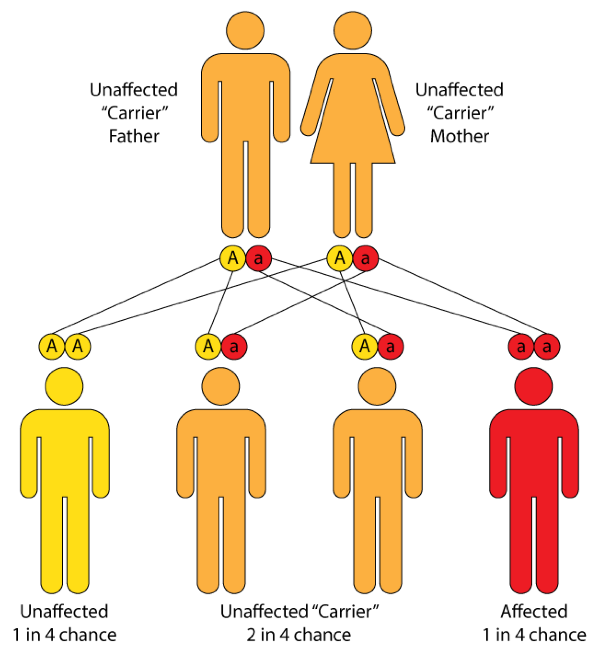 Unaffected
“Carrier”
Father
Unaffected
“Carrier”
Mother
A a
A a
A A
A a
A a
a a
Unaffected
1 in 4 chance
Unaffected “Carrier”
2 in 4 chance
Affected
1 in 4 chance